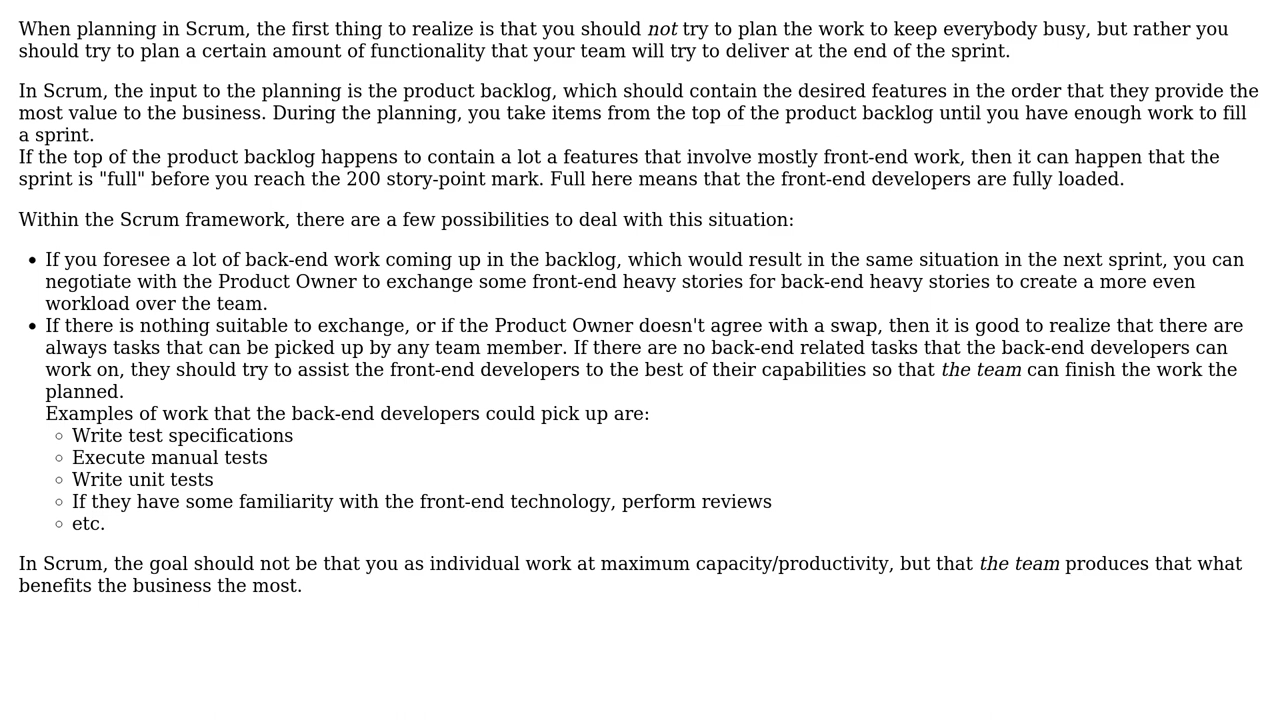 When planning in Scrum, the first thing to realize is that you should not try to plan the work to keep everybody busy, but rather you
should try to plan a certain amount of functionality that your team will try to deliver at the end of the sprint.
In Scrum, the input to the planning is the product backlog, which should contain the desired features in the order that they provide the
most value to the business. During the planning, you take items from the top of the product backlog until you have enough work to fill
a sprint.
If the top of the product backlog happens to contain a lot a features that involve mostly front-end work, then it can happen that the
sprint is "full" before you reach the 200 story-point mark. Full here means that the front-end developers are fully loaded.
Within the Scrum framework, there are a few possibilities to deal with this situation:
• If you foresee a lot of back-end work coming up in the backlog, which would result in the same situation in the next sprint, you can
negotiate with the Product Owner to exchange some front-end heavy stories for back-end heavy stories to create a more even
workload over the team.
• If there is nothing suitable to exchange, or if the Product Owner doesn't agree with a swap, then it is good to realize that there are
always tasks that can be picked up by any team member. If there are no back-end related tasks that the back-end developers can
work on, they should try to assist the front-end developers to the best of their capabilities so that the team can finish the work the
planned.
Examples of work that the back-end developers could pick up are:
◦ Write test specifications
◦ Execute manual tests
◦ Write unit tests
◦ If they have some familiarity with the front-end technology, perform reviews
◦ etc.
In Scrum, the goal should not be that you as individual work at maximum capacity/productivity, but that the team produces that what
benefits the business the most.